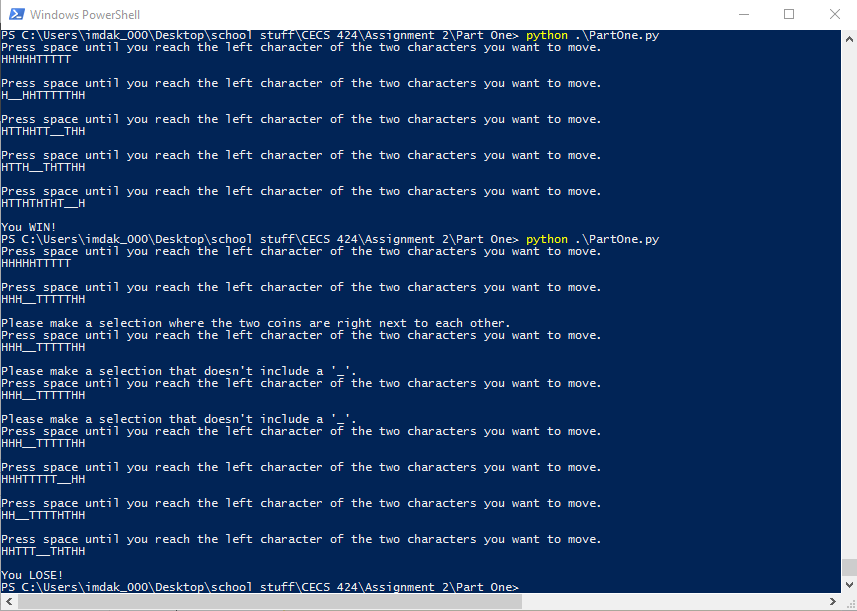 Windows PowerShell
PS C:\Users\imdak_000\Desktop\school stuff\CECS 424\Assignment 2\Part One> python .\PartOne.py
Press space until you reach the left character of the two characters you want to move.
HHHHHTTTTT
Press space until you reach the left character of the two characters you want to move.
H__HHTTTTTHH
Press space until you reach the left character of the two characters you want to move.
HTTHHTT__THH
Press space until you reach the left character of the two characters you want to move.
HTTH__THTTHH
Press space until you reach the left character of the two characters you want to move.
HTTHTHTHT__H
You WIN!
PS C:\Users\imdak_000\Desktop\school stuff\CECS 424\Assignment 2\Part One> python .\PartOne.py
Press space until you reach the left character of the two characters you want to move.
HHHHHTTTTT
Press space until you reach the left character of the two characters you want to move.
HHH__TTTTTHH
Please make a selection where the two coins are right next to each other.
Press space until you reach the left character of the two characters you want to move.
HHH__TTTTTHH
Please make a selection that doesn't include a '_'.
Press space until you reach the left character of the two characters you want to move.
HHH__TTTTTHH
Please make a selection that doesn't include a '_'.
Press space until you reach the left character of the two characters you want to move.
HHH__TTTTTHH
Press space until you reach the left character of the two characters you want to move.
HHHTTTTT__HH
Press space until you reach the left character of the two characters you want to move.
HH__TTTTHTHH
Press space until you reach the left character of the two characters you want to move.
HHTTT__THTHH
You LOSE!
PS C:\Users\imdak_000\Desktop\school stuff\CECS 424\Assignment 2\Part One>